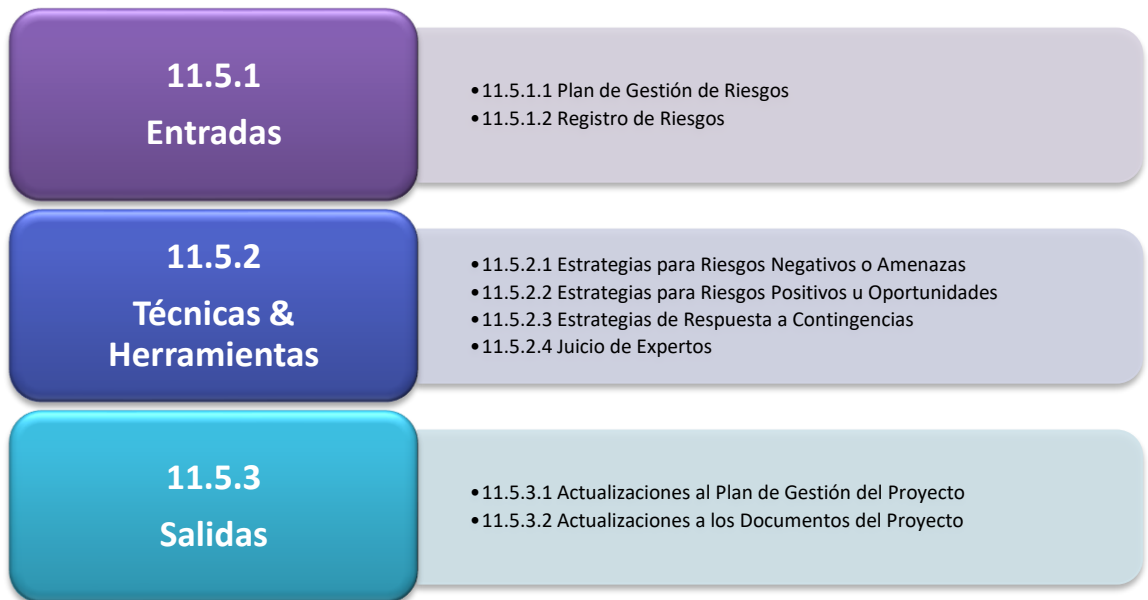 11.5.1
Entradas
•11.5.1.1 Plan de Gestión de Riesgos
•11.5.1.2 Registro de Riesgos
11.5.2
Técnicas &
Herramientas
•11.5.2.1 Estrategias para Riesgos Negativos o Amenazas
•11.5.2.2 Estrategias para Riesgos Positivos u Oportunidades
•11.5.2.3 Estrategias de Respuesta a Contingencias
•11.5.2.4 Juicio de Expertos
11.5.3
Salidas
•11.5.3.1 Actualizaciones al Plan de Gestión del Proyecto
•11.5.3.2 Actualizaciones a los Documentos del Proyecto